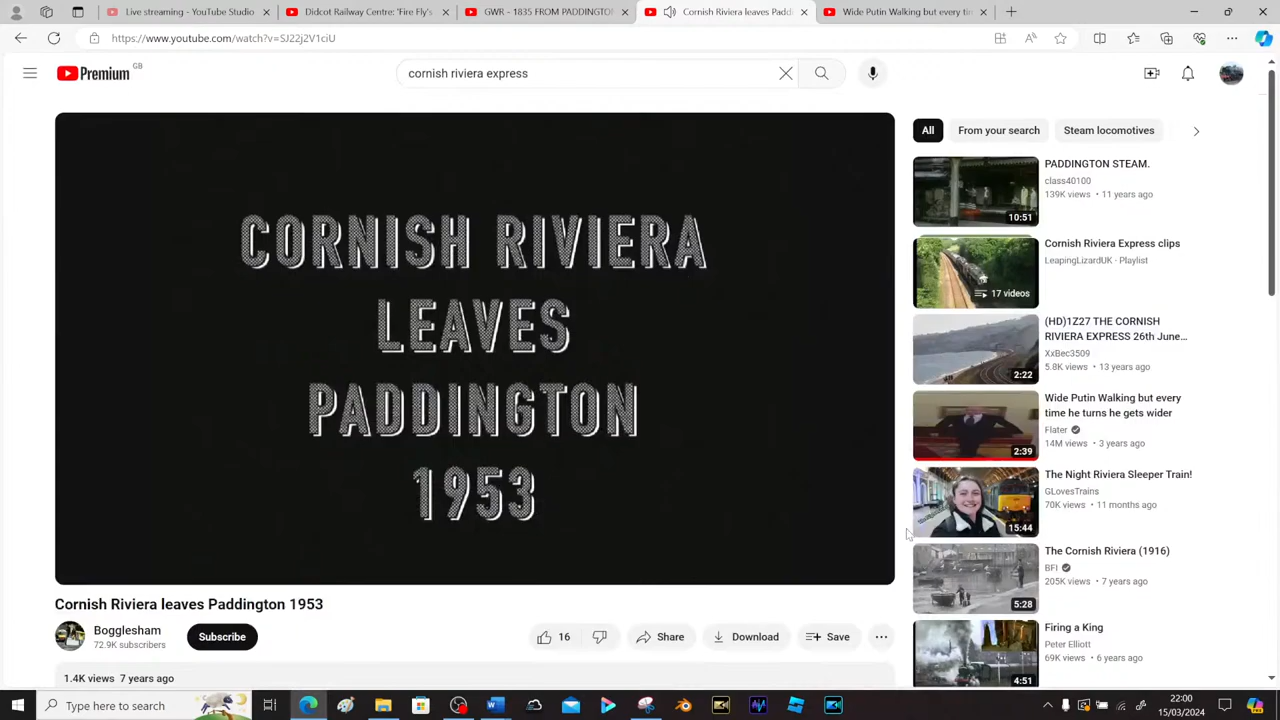 Live streaming - YouTube Studio
Didcot Railway Centre 'Fire Fly's
GWR - 1835 FROM PADDINGTON
Cornish Riviera leaves Padd
Wide Putin Walking but every tim
https://www.youtube.com/watch?v=SJ22j2V1ciU
Premium GB
cornish riviera express
CORNISH RIVIERA
LEAVES
PADDINGTON
1953
Cornish Riviera leaves Paddington 1953
Bogglesham
72.9K subscribers
Subscribe
16
Share
Download
Save
1.4K views 7 years ago
All
From your search
Steam locomotives
PADDINGTON STEAM.
class40100
139K views • 11 years ago
10:51
Cornish Riviera Express clips
LeapingLizardUK · Playlist
17 videos
(HD)1Z27 THE CORNISH
RIVIERA EXPRESS 26th June…
XxBec3509
5.8K views • 13 years ago
2:22
Wide Putin Walking but every
time he turns he gets wider
Flater
14M views • 3 years ago
2:39
The Night Riviera Sleeper Train!
GLovesTrains
70K views • 11 months ago
15:44
The Cornish Riviera (1916)
BFI
205K views • 7 years ago
5:28
Firing a King
Peter Elliott
69K views • 6 years ago
4:51
Type here to search
22:00
15/03/2024